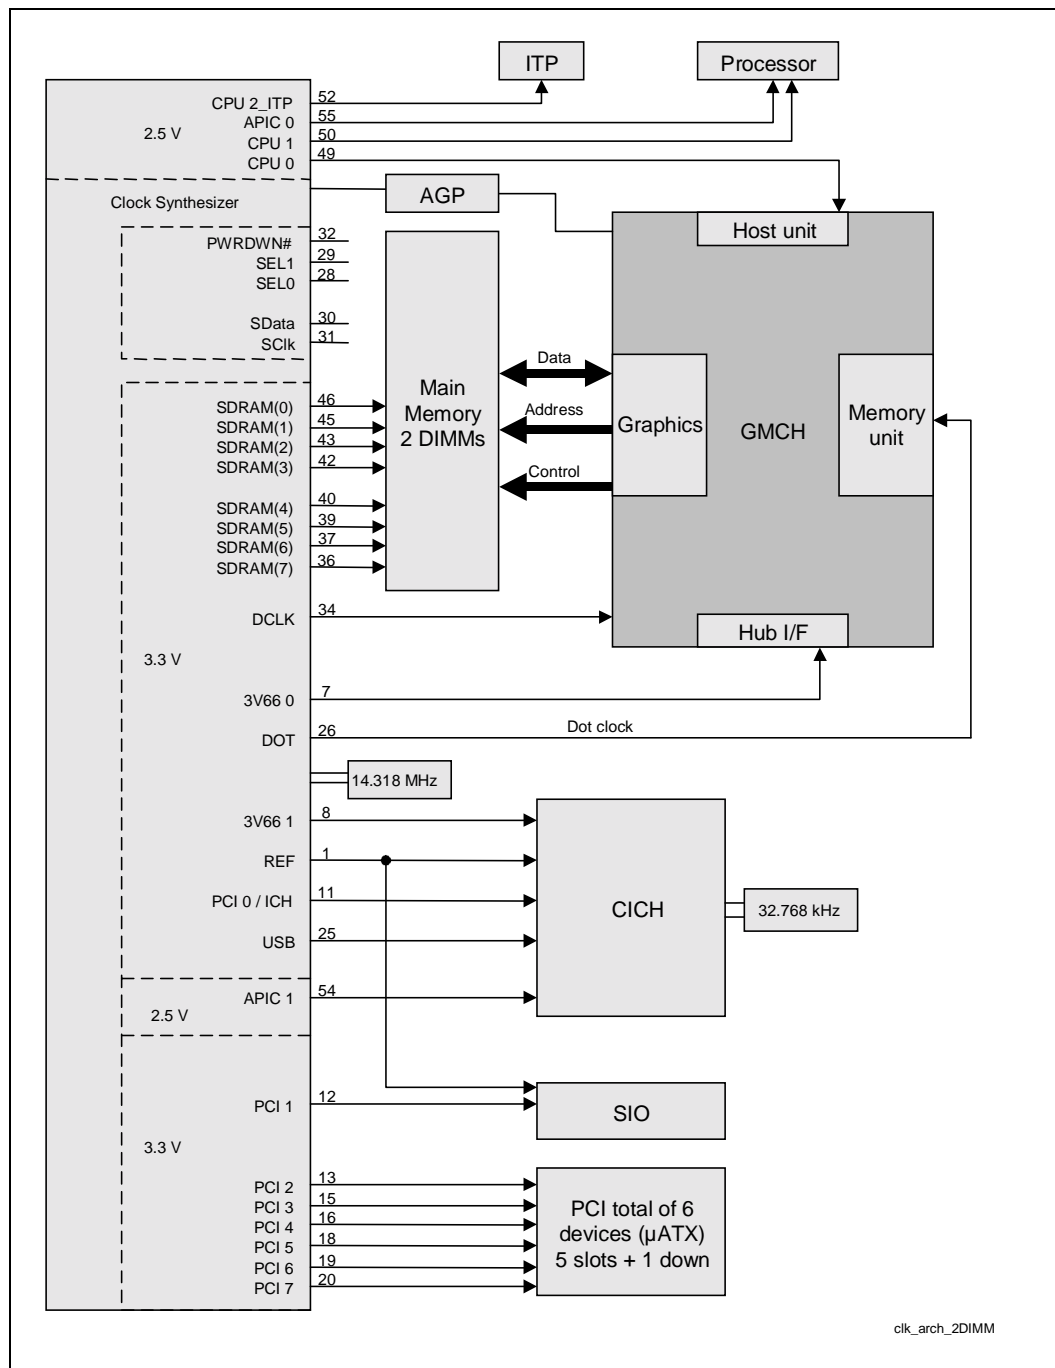 ITP
Processor
CPU 2_ITP 52
APIC 0 55
2.5 V
CPU 1 50
CPU 0 49
Clock Synthesizer
AGP
Host unit
PWRDWN# 32
SEL1 29
SEL0 28
SData 30
SClk 31
Data
Address
Control
Main
Memory
2 DIMMs
Graphics
GMCH
Memory
unit
SDRAM(0) 46
SDRAM(1) 45
SDRAM(2) 43
SDRAM(3) 42
SDRAM(4) 40
SDRAM(5) 39
SDRAM(6) 37
SDRAM(7) 36
DCLK 34
Hub I/F
3.3 V
3V66 0 7
DOT 26
Dot clock
14.318 MHz
3V66 1 8
REF 1
PCI 0 / ICH 11
USB 25
CICH
32.768 kHz
APIC 1 54
2.5 V
PCI 1 12
SIO
3.3 V
PCI 2 13
PCI 3 15
PCI 4 16
PCI 5 18
PCI 6 19
PCI 7 20
PCI total of 6
devices (µATX)
5 slots + 1 down
clk_arch_2DIMM